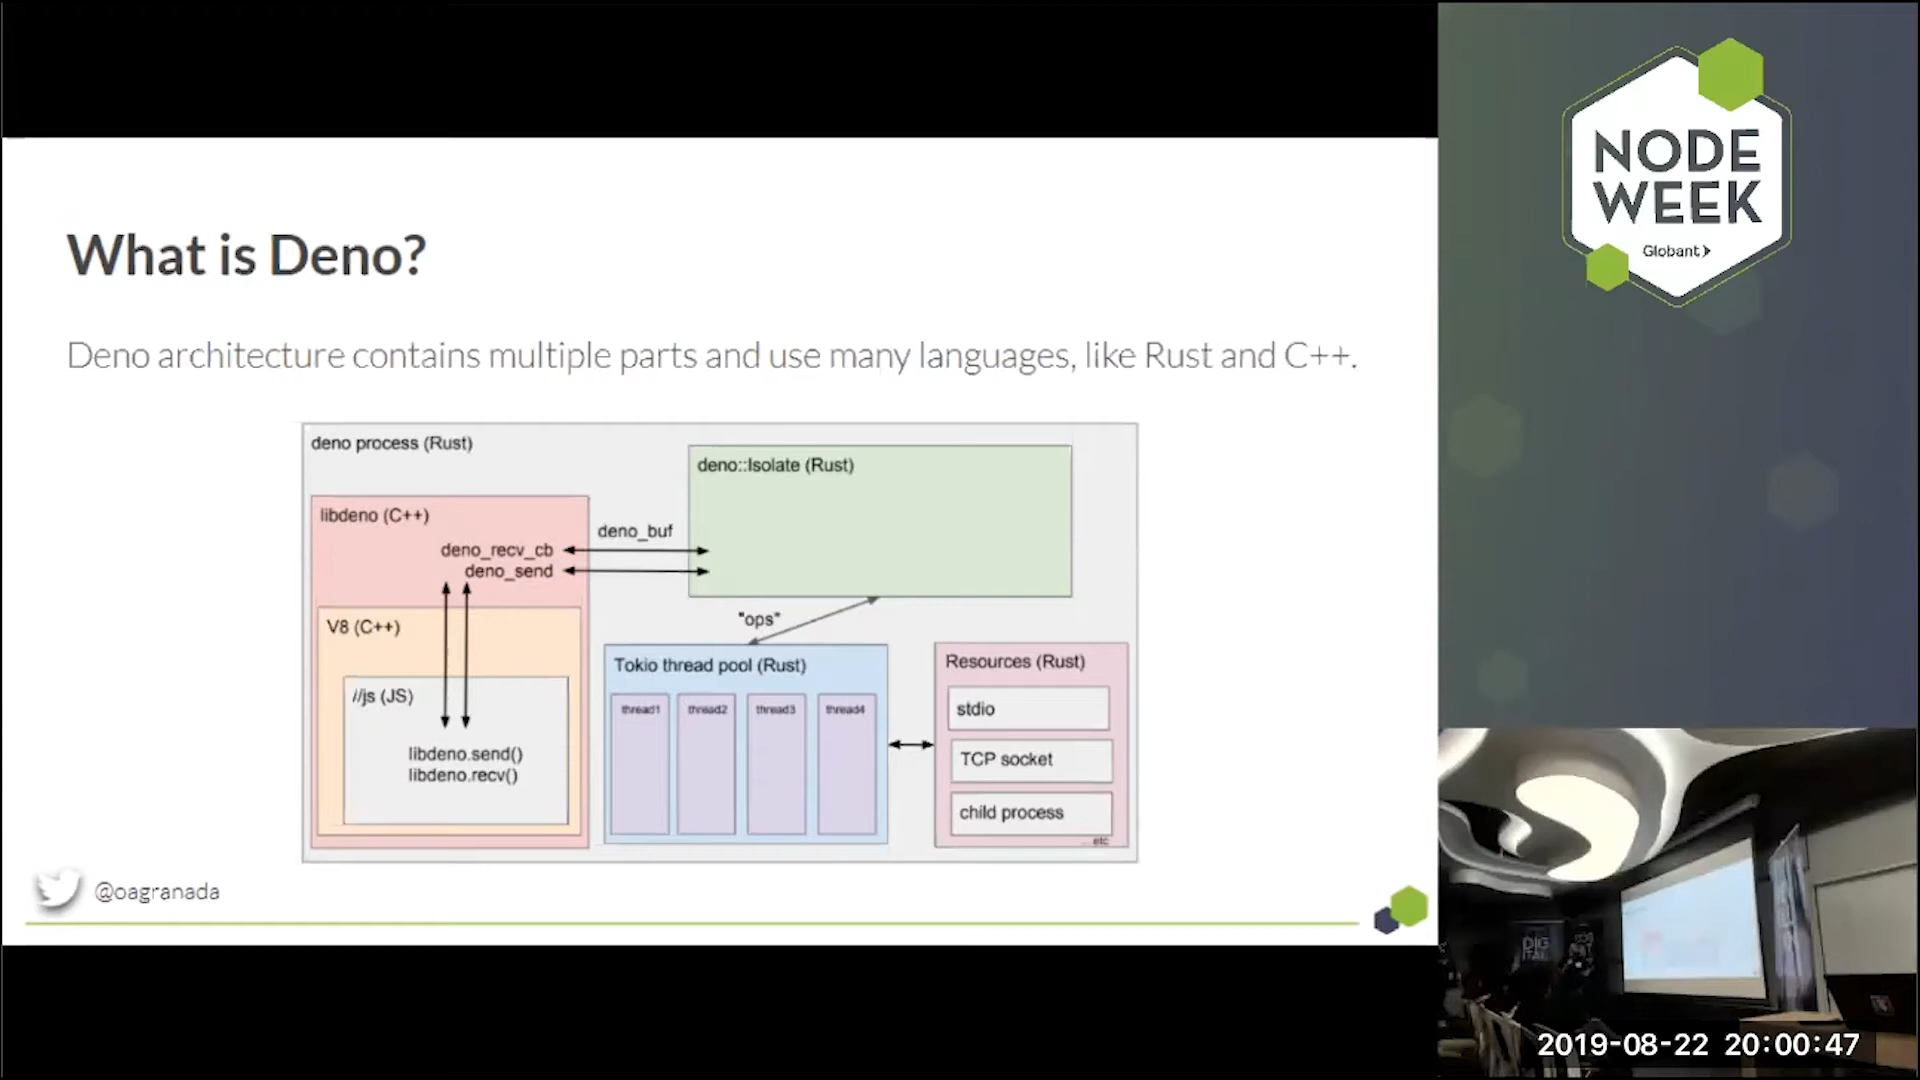 What is Deno?
Deno architecture contains multiple parts and use many languages, like Rust and C++.
deno process (Rust)
deno::Isolate (Rust)
libdeno (C++)
deno_buf
deno_recv_cb
deno_send
"ops"
V8 (C++)
//js (JS)
libdeno.send()
libdeno.recv()
Tokio thread pool (Rust)
thread1
thread2
thread3
thread4
Resources (Rust)
stdio
TCP socket
child process
... etc
@oagranada
NODE
WEEK
Globant
DIG
ITAL
2019-08-22 20:00:47